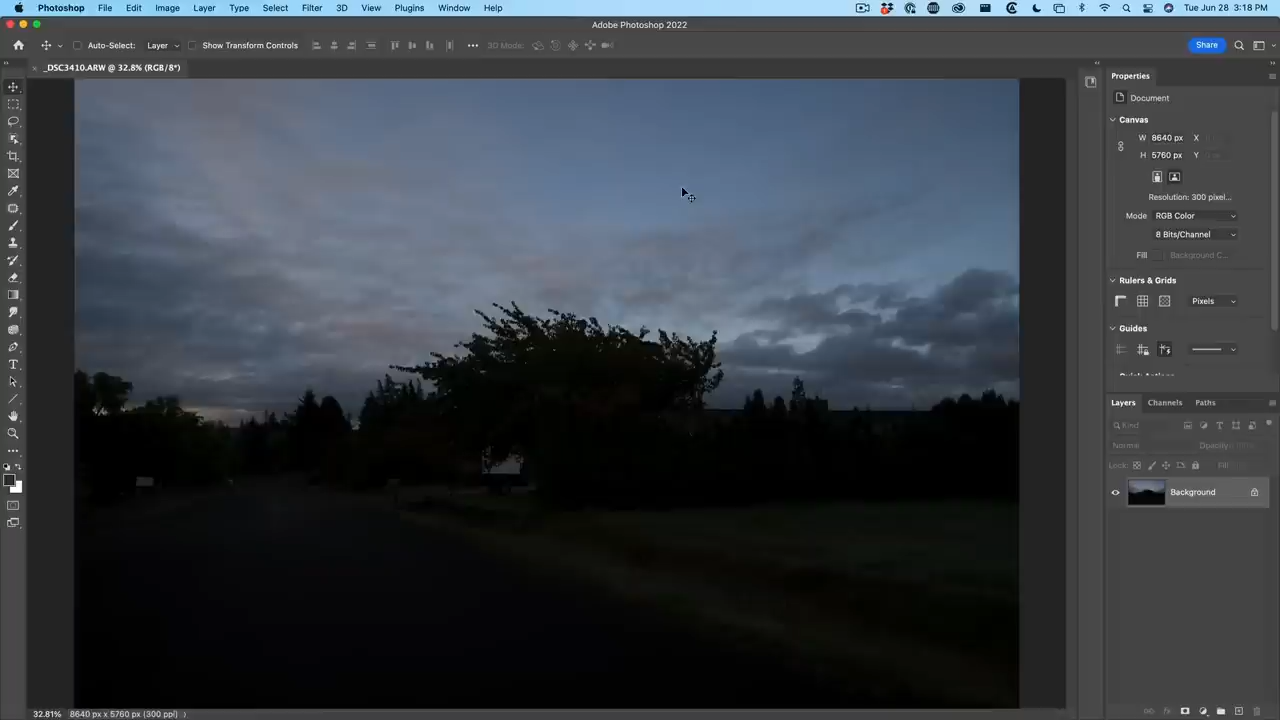 Photoshop File Edit Image Layer Type Select Filter 3D View Plugins Window Help Tue Jun 28 3:18 PM
Adobe Photoshop 2022
Auto-Select: Layer Show Transform Controls 3D Mode: Share
_DSC3410.ARW @ 32.8% (RGB/8*)
Properties
Document
Canvas
W 8640 px X
H 5760 px Y
Resolution: 300 pixel...
Mode RGB Color
8 Bits/Channel
Fill Background C...
Rulers & Grids
Pixels
Guides
Layers Channels Paths
Kind
Normal Opacity:
Lock: Fill:
Background
32.81% 8640 px x 5760 px (300 ppi)